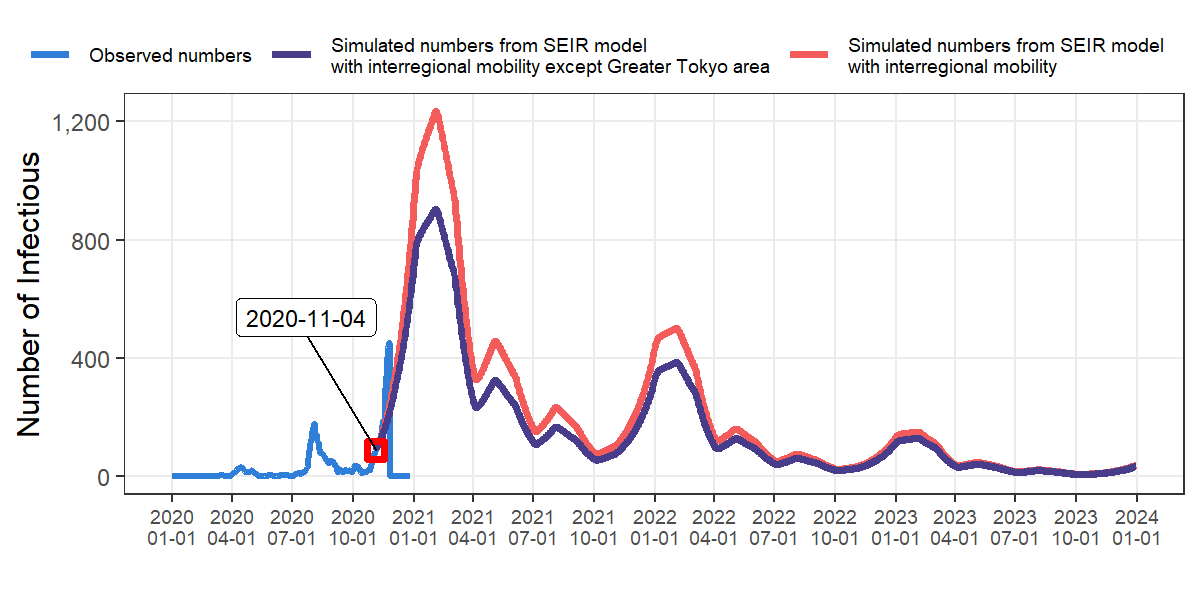 Observed numbers
Simulated numbers from SEIR model
with interregional mobility except Greater Tokyo area
Simulated numbers from SEIR model
with interregional mobility
Number of Infectious
1,200
800
400
0
2020-11-04
2020 2020 2020 2020 2021 2021 2021 2021 2022 2022 2022 2022 2023 2023 2023 2023 2024
01-01 04-01 07-01 10-01 01-01 04-01 07-01 10-01 01-01 04-01 07-01 10-01 01-01 04-01 07-01 10-01 01-01